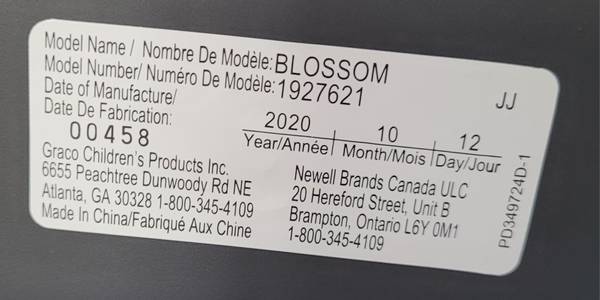 Model Name / Nombre De Modèle: BLOSSOM
Model Number/ Numéro De Modèle: 1927621
JJ
Date of Manufacture/
Date De Fabrication:
00458
2020 10 12
Year/Année Month/Mois Day/Jour
Graco Children's Products Inc.
6655 Peachtree Dunwoody Rd NE
Atlanta, GA 30328 1-800-345-4109
Made In China/Fabriqué Aux Chine
Newell Brands Canada ULC
20 Hereford Street, Unit B
Brampton, Ontario L6Y 0M1
1-800-345-4109
PD349724D-1